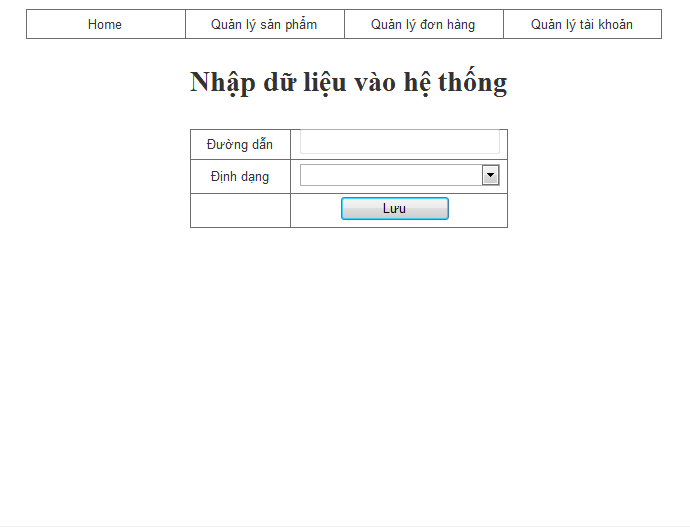 Home Quản lý sản phẩm Quản lý đơn hàng Quản lý tài khoản
Nhập dữ liệu vào hệ thống
Đường dẫn
Định dạng
Lưu